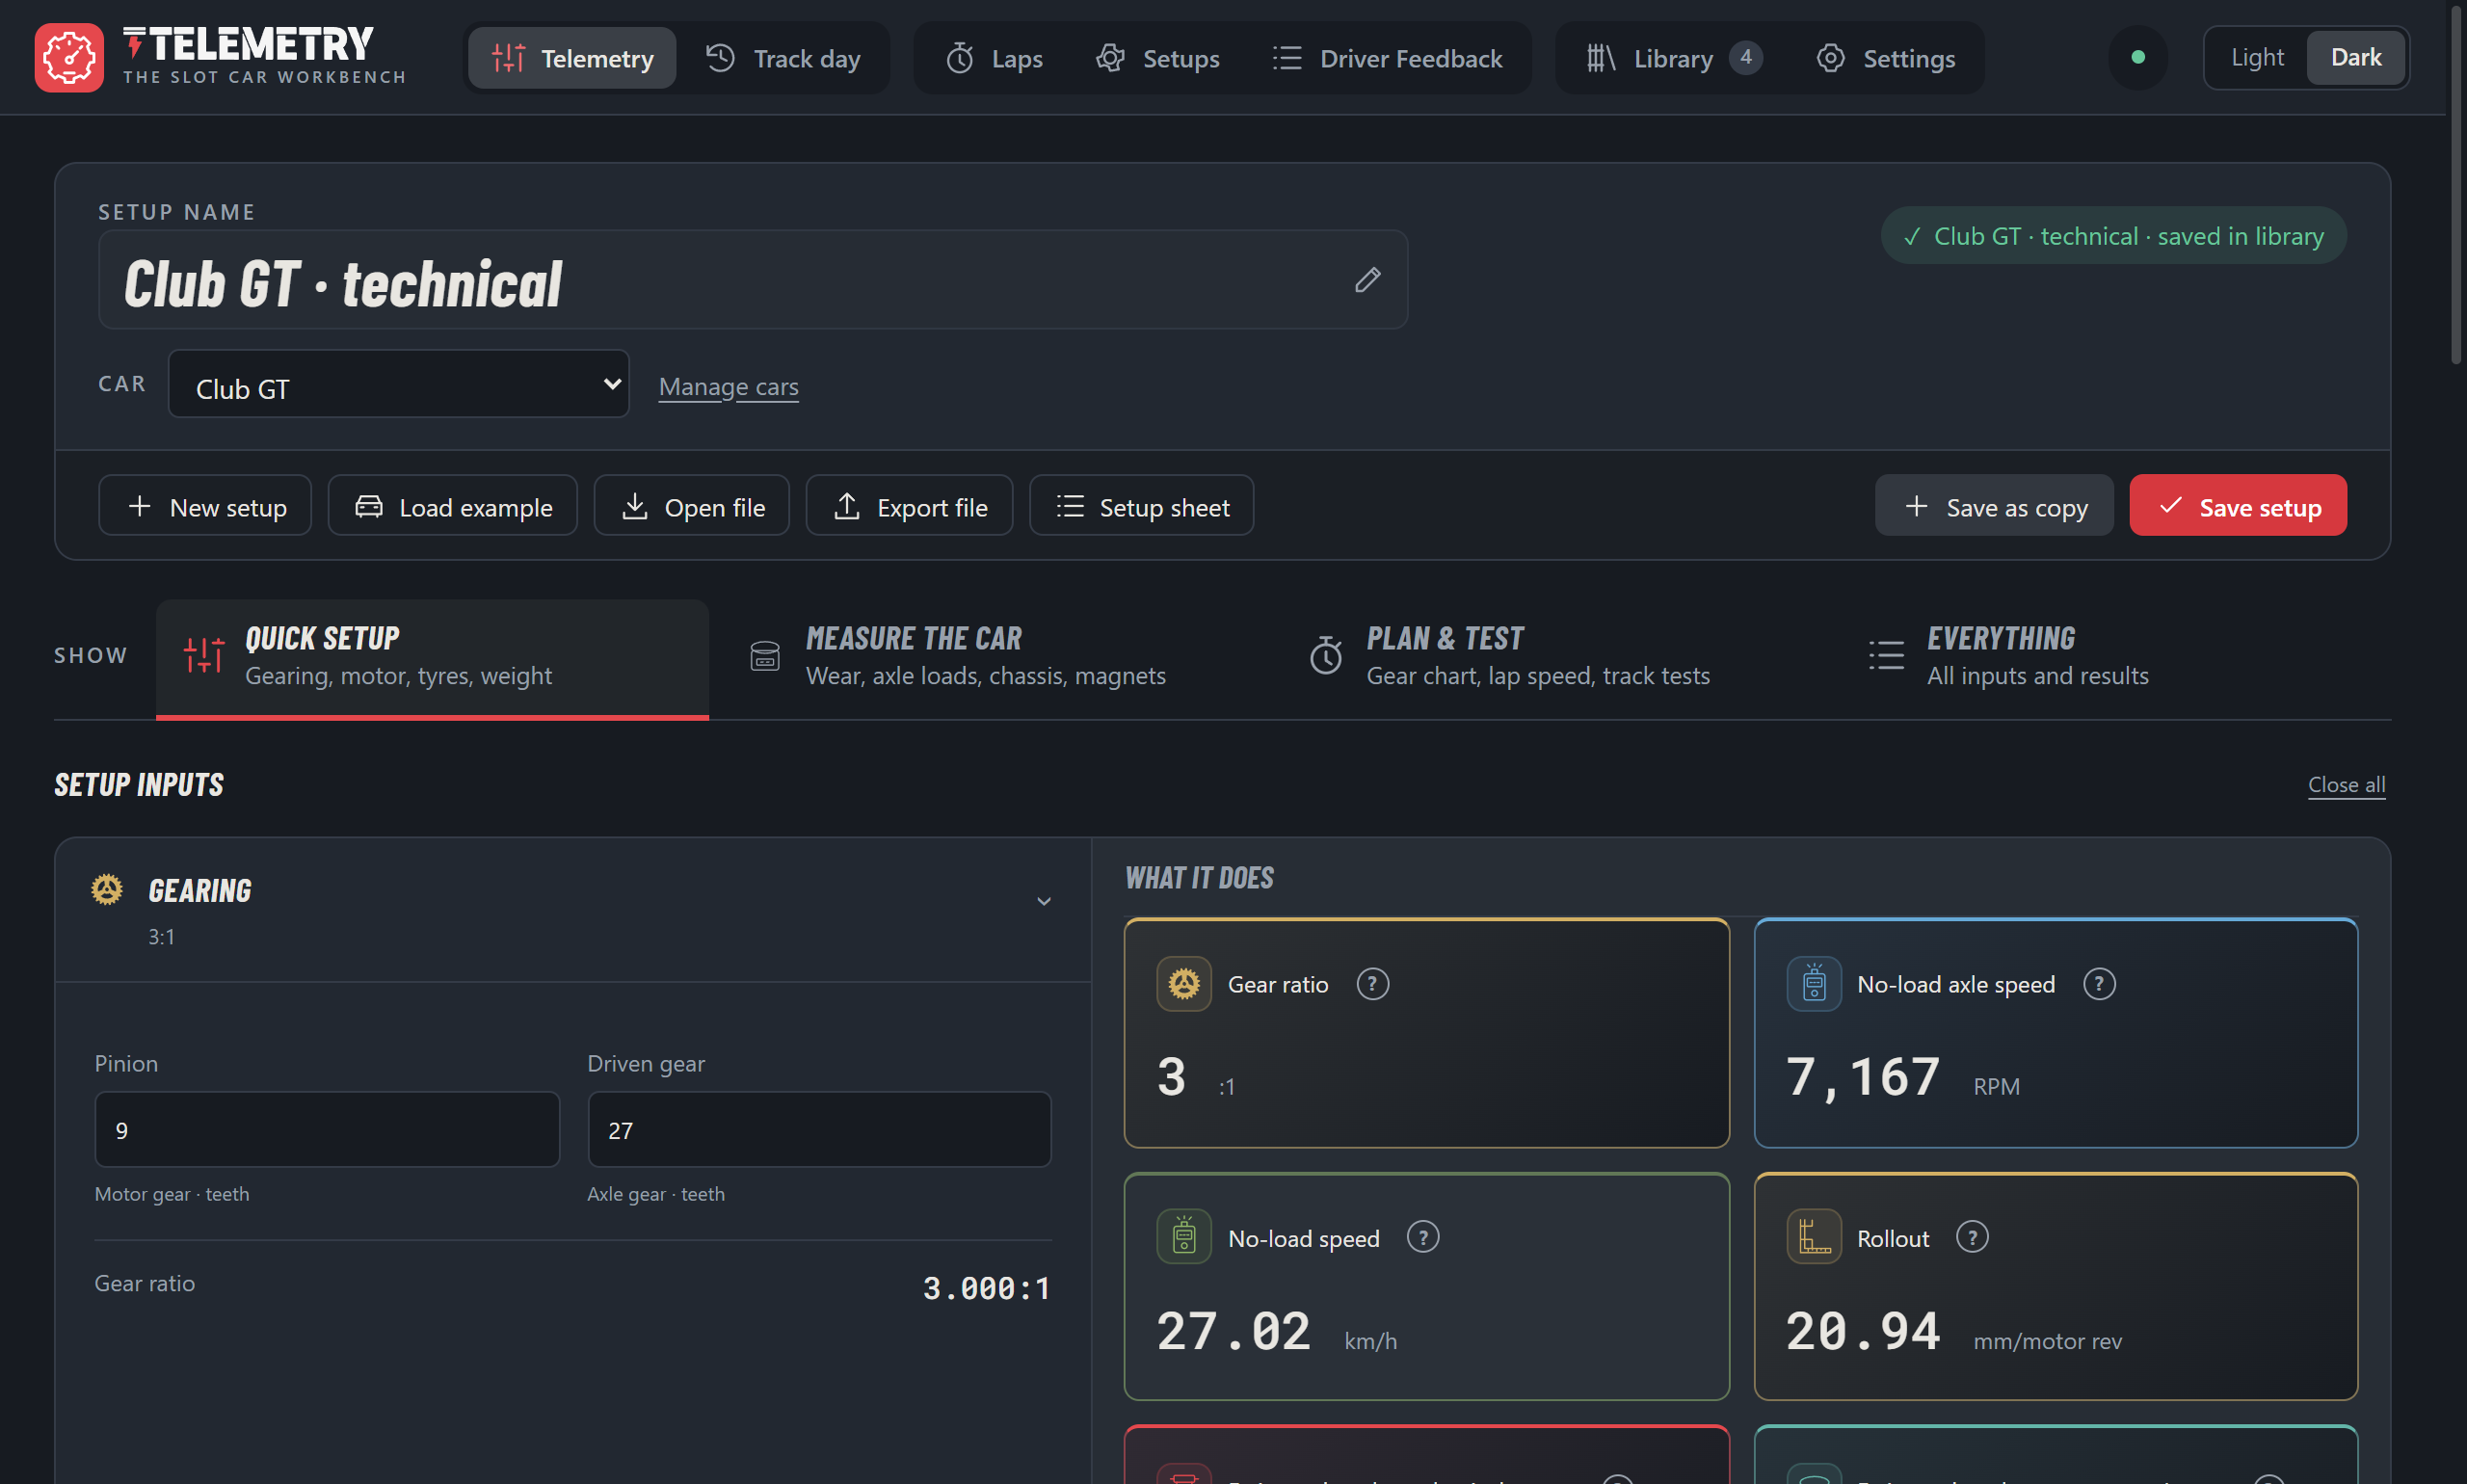 TELEMETRY
THE SLOT CAR WORKBENCH
Telemetry
Track day
Laps
Setups
Driver Feedback
Library 4
Settings
Light
Dark
SETUP NAME
Club GT · technical
✓ Club GT · technical · saved in library
CAR
Club GT
Manage cars
New setup
Load example
Open file
Export file
Setup sheet
Save as copy
Save setup
SHOW
QUICK SETUP
Gearing, motor, tyres, weight
MEASURE THE CAR
Wear, axle loads, chassis, magnets
PLAN & TEST
Gear chart, lap speed, track tests
EVERYTHING
All inputs and results
SETUP INPUTS
Close all
GEARING
3:1
Pinion
9
Motor gear · teeth
Driven gear
27
Axle gear · teeth
Gear ratio
3.000:1
WHAT IT DOES
Gear ratio ?
3 :1
No-load axle speed ?
7,167 RPM
No-load speed ?
27.02 km/h
Rollout ?
20.94 mm/motor rev